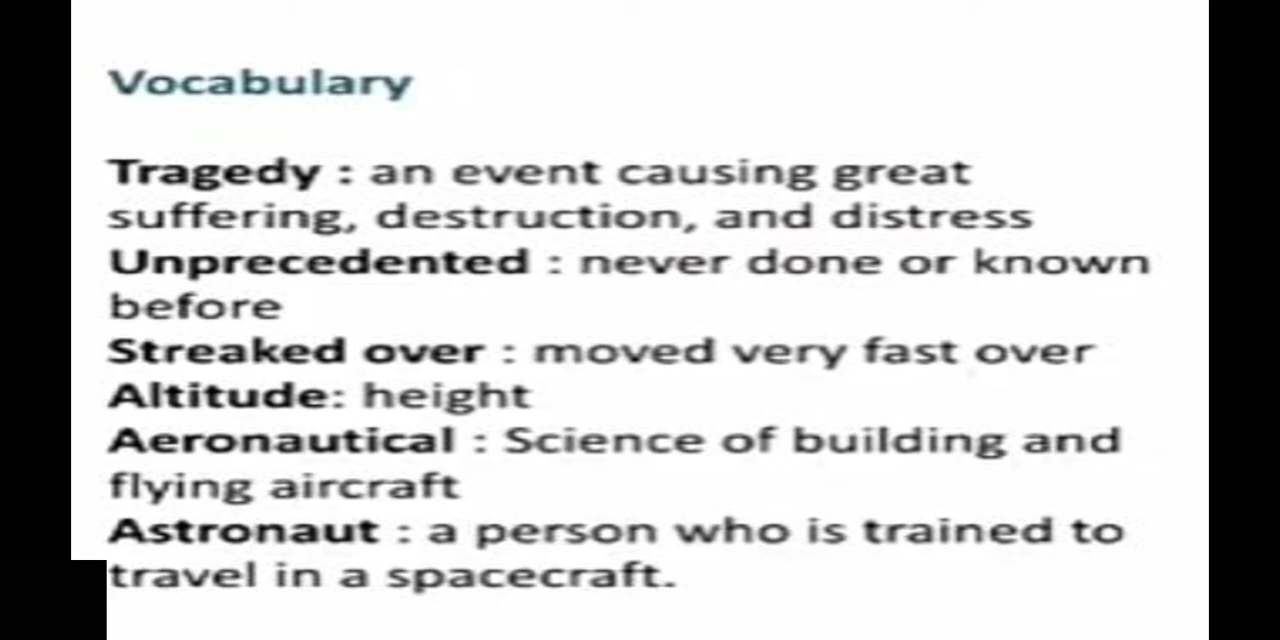 Vocabulary
Tragedy : an event causing great
suffering, destruction, and distress
Unprecedented : never done or known
before
Streaked over : moved very fast over
Altitude: height
Aeronautical : Science of building and
flying aircraft
Astronaut : a person who is trained to
travel in a spacecraft.